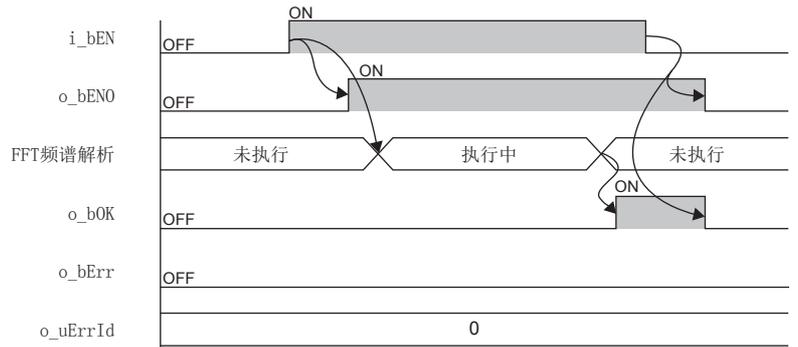 ON
i_bEN
OFF
ON
o_bENO
OFF
FFT频谱解析
未执行
执行中
未执行
ON
o_bOK
OFF
o_bErr
OFF
o_uErrId
0